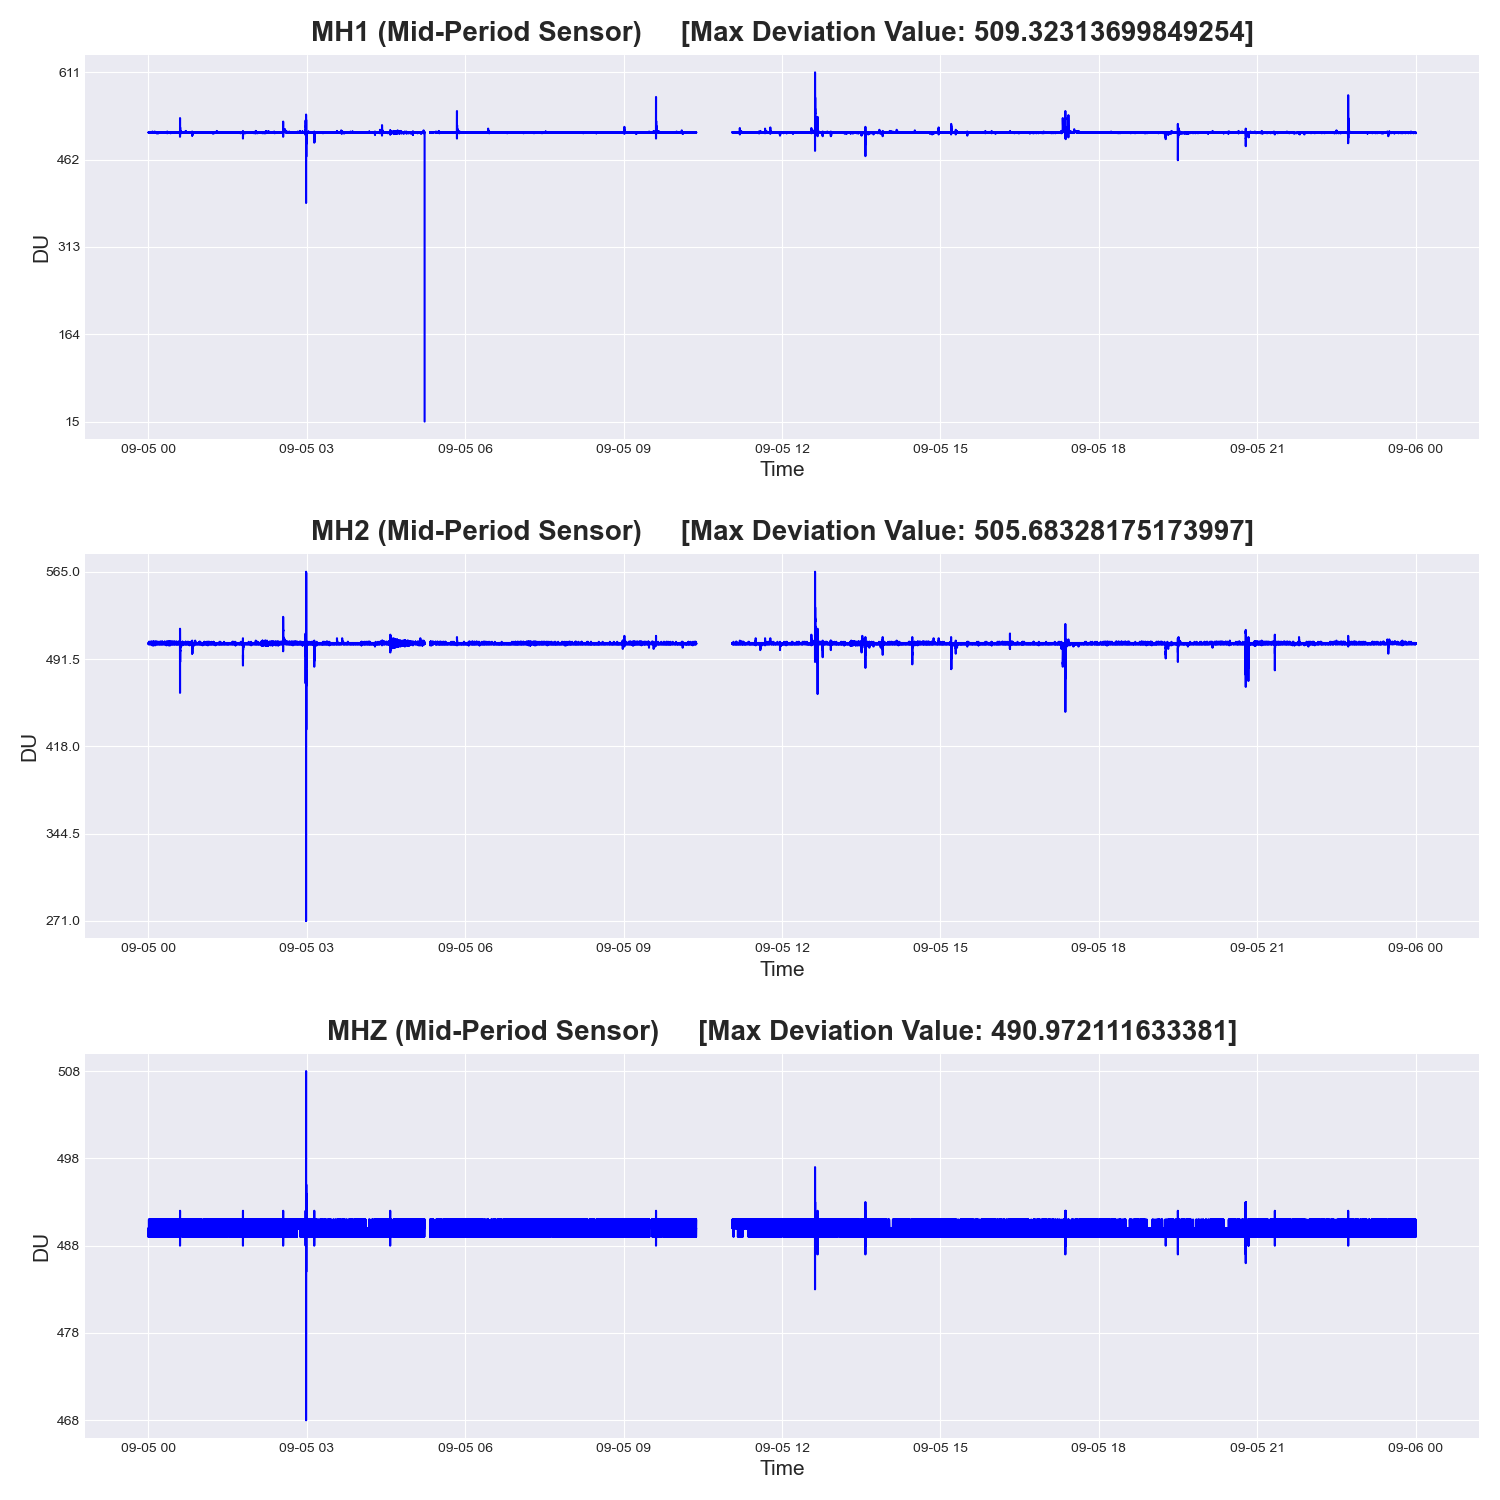 MH1 (Mid-Period Sensor) [Max Deviation Value: 509.32313699849254]
611
462
313
164
15
DU
09-05 00 09-05 03 09-05 06 09-05 09 09-05 12 09-05 15 09-05 18 09-05 21 09-06 00
Time
MH2 (Mid-Period Sensor) [Max Deviation Value: 505.68328175173997]
565.0
491.5
418.0
344.5
271.0
DU
09-05 00 09-05 03 09-05 06 09-05 09 09-05 12 09-05 15 09-05 18 09-05 21 09-06 00
Time
MHZ (Mid-Period Sensor) [Max Deviation Value: 490.972111633381]
508
498
488
478
468
DU
09-05 00 09-05 03 09-05 06 09-05 09 09-05 12 09-05 15 09-05 18 09-05 21 09-06 00
Time